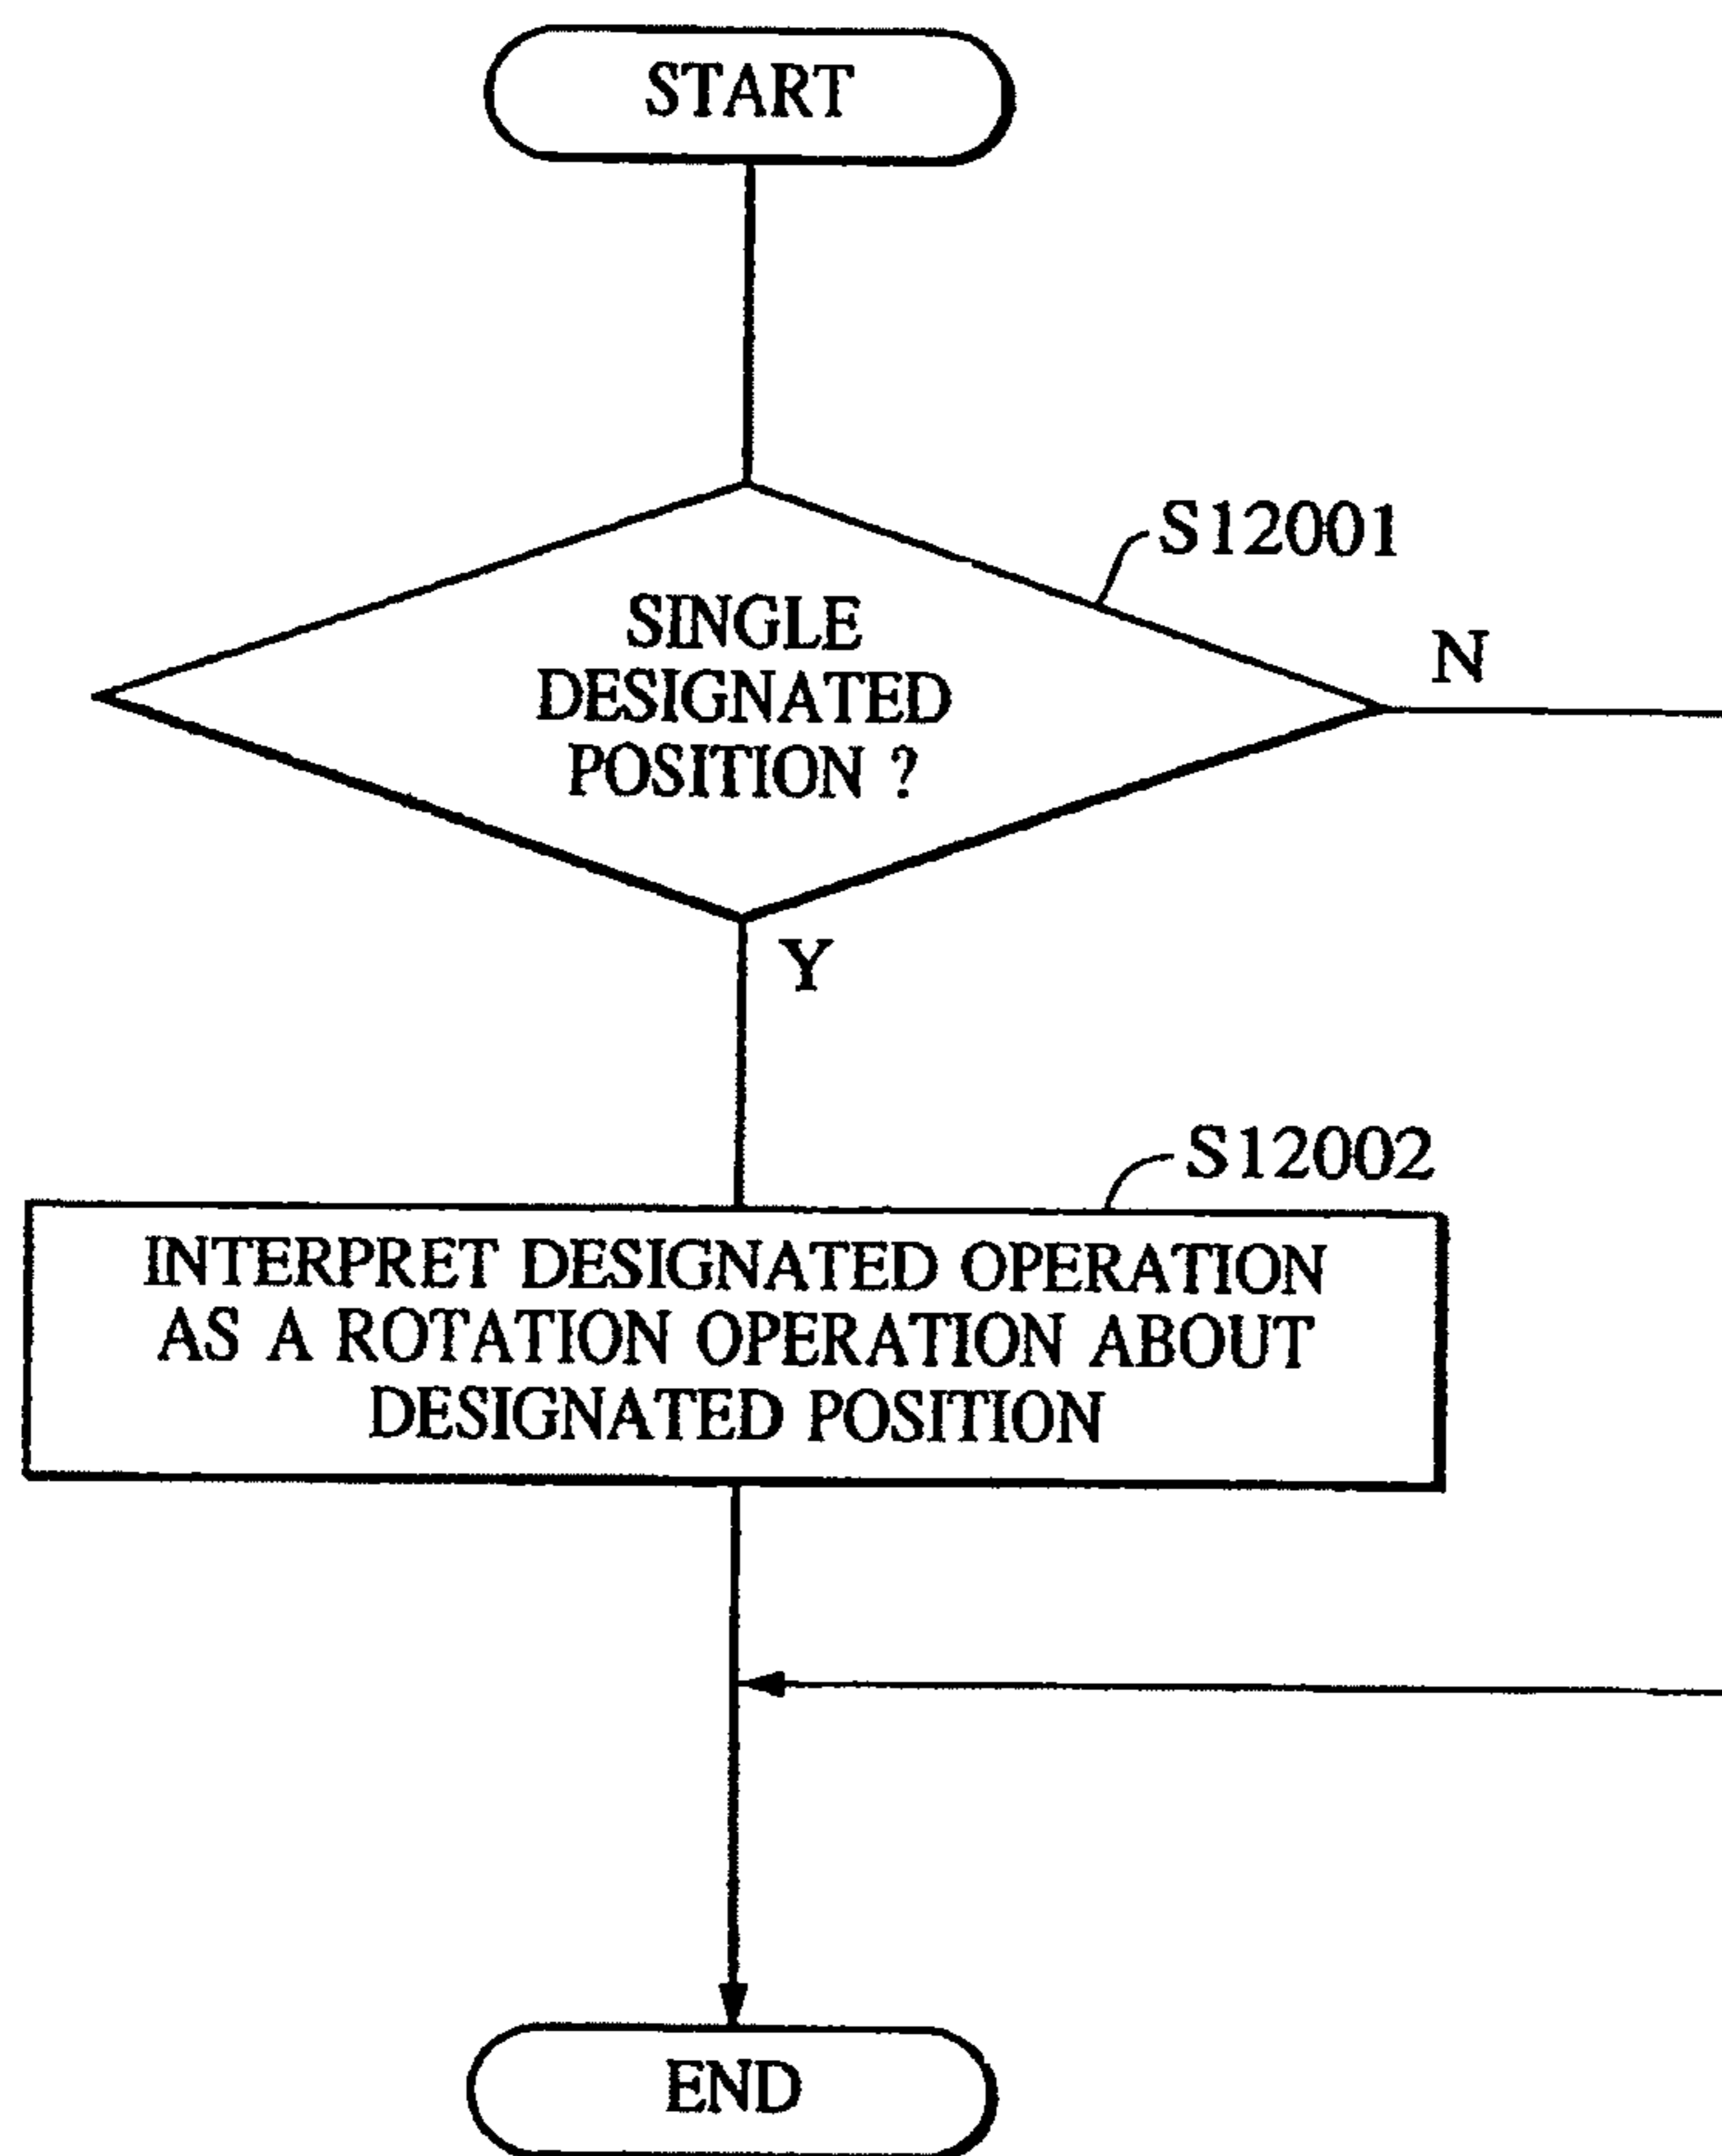 START
S12001
SINGLE
DESIGNATED
POSITION ?
N
Y
S12002
INTERPRET DESIGNATED OPERATION
AS A ROTATION OPERATION ABOUT
DESIGNATED POSITION
END